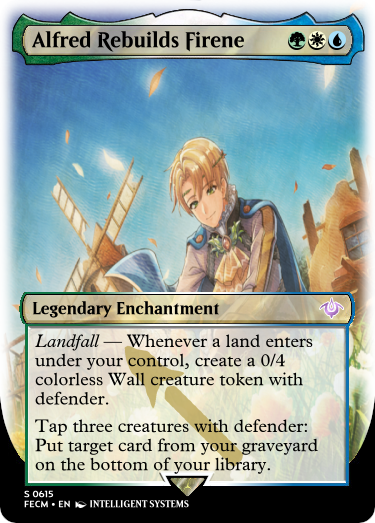 Alfred Rebuilds Firene
Legendary Enchantment
Landfall — Whenever a land enters
under your control, create a 0/4
colorless Wall creature token with
defender.
Tap three creatures with defender:
Put target card from your graveyard
on the bottom of your library.
S 0615
FECM • EN INTELLIGENT SYSTEMS